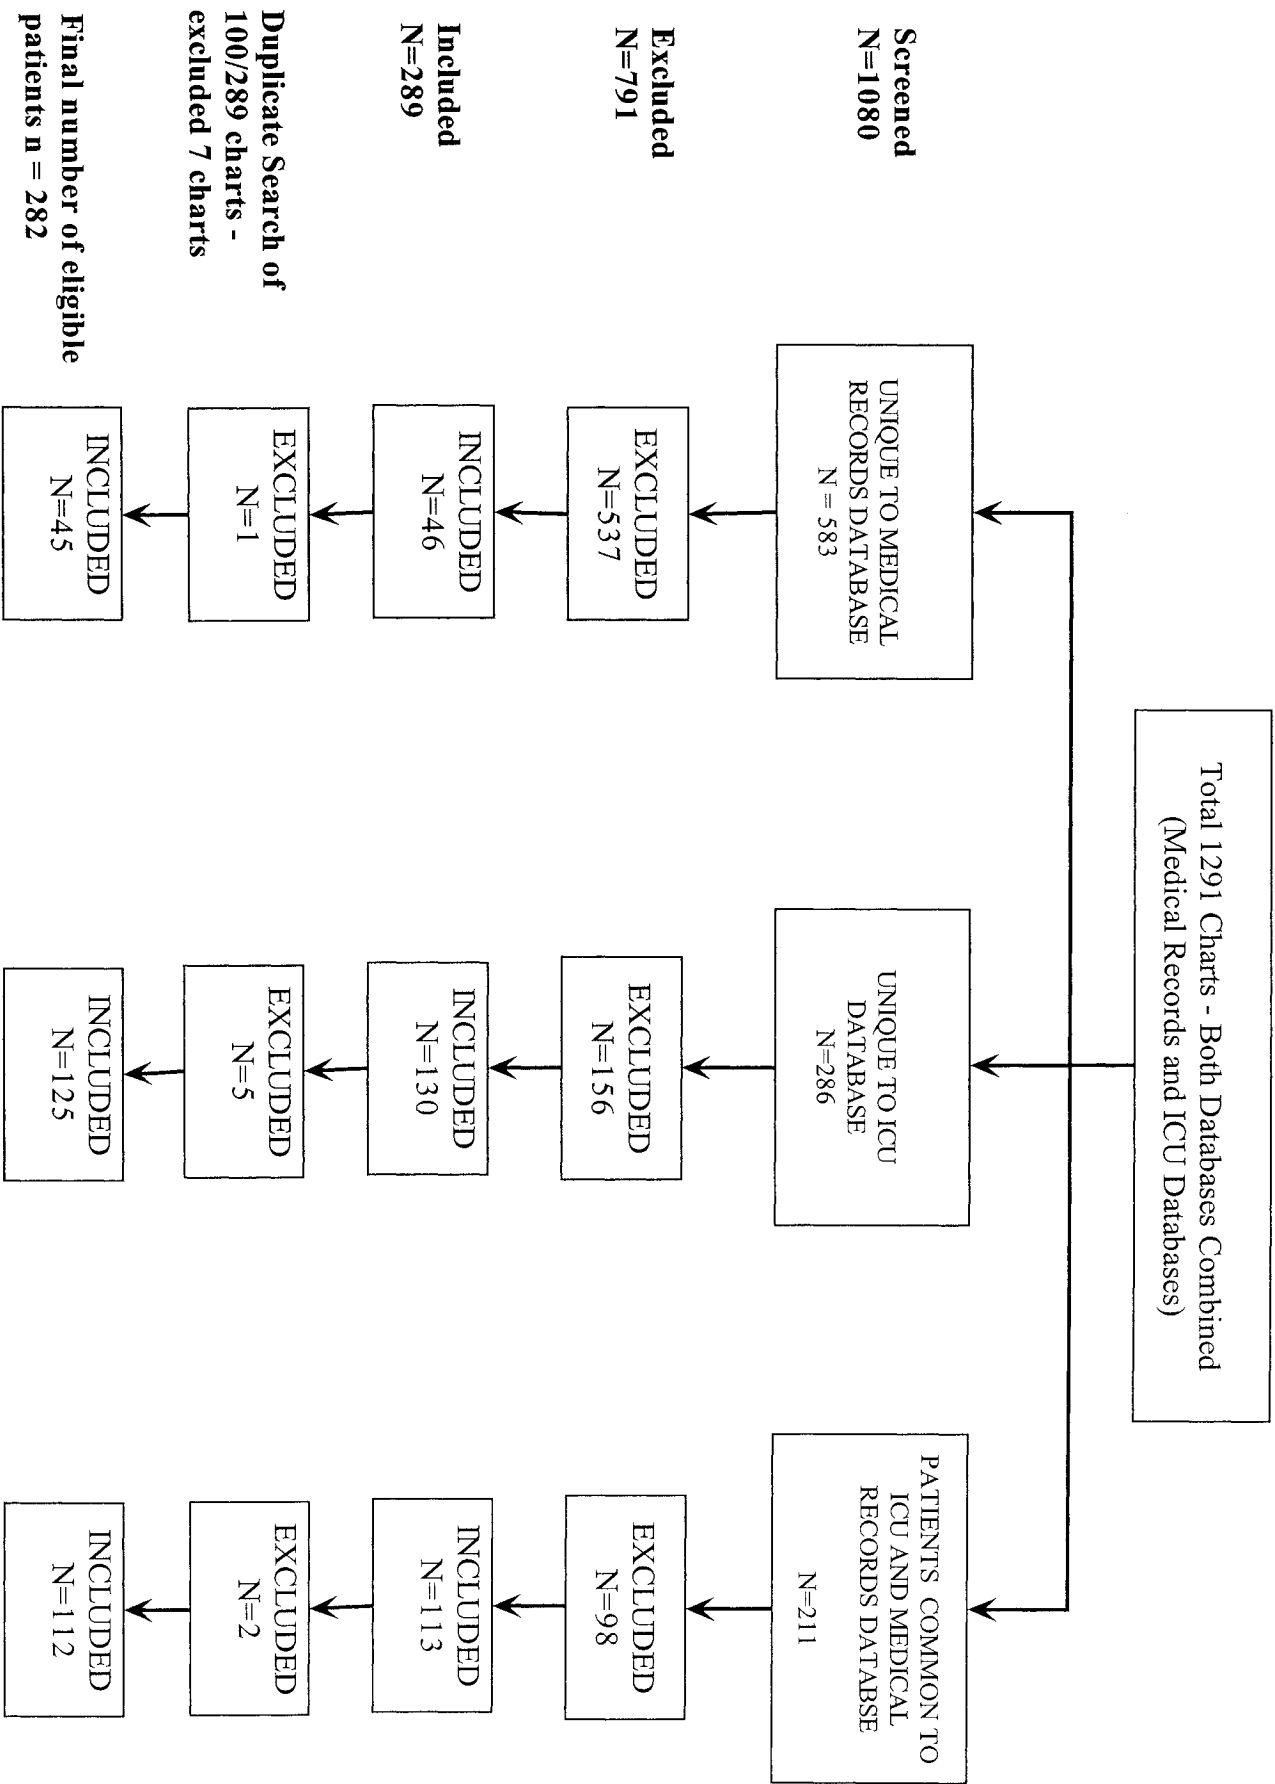 Total 1291 Charts - Both Databases Combined
(Medical Records and ICU Databases)
Screened
N=1080
UNIQUE TO MEDICAL
RECORDS DATABASE
N = 583
UNIQUE TO ICU
DATABASE
N=286
PATIENTS COMMON TO
ICU AND MEDICAL
RECORDS DATABSE
N=211
Excluded
N=791
EXCLUDED
N=537
EXCLUDED
N=156
EXCLUDED
N=98
Included
N=289
INCLUDED
N=46
INCLUDED
N=130
INCLUDED
N=113
Duplicate Search of
100/289 charts -
excluded 7 charts
EXCLUDED
N=1
EXCLUDED
N=5
EXCLUDED
N=2
Final number of eligible
patients n = 282
INCLUDED
N=45
INCLUDED
N=125
INCLUDED
N=112